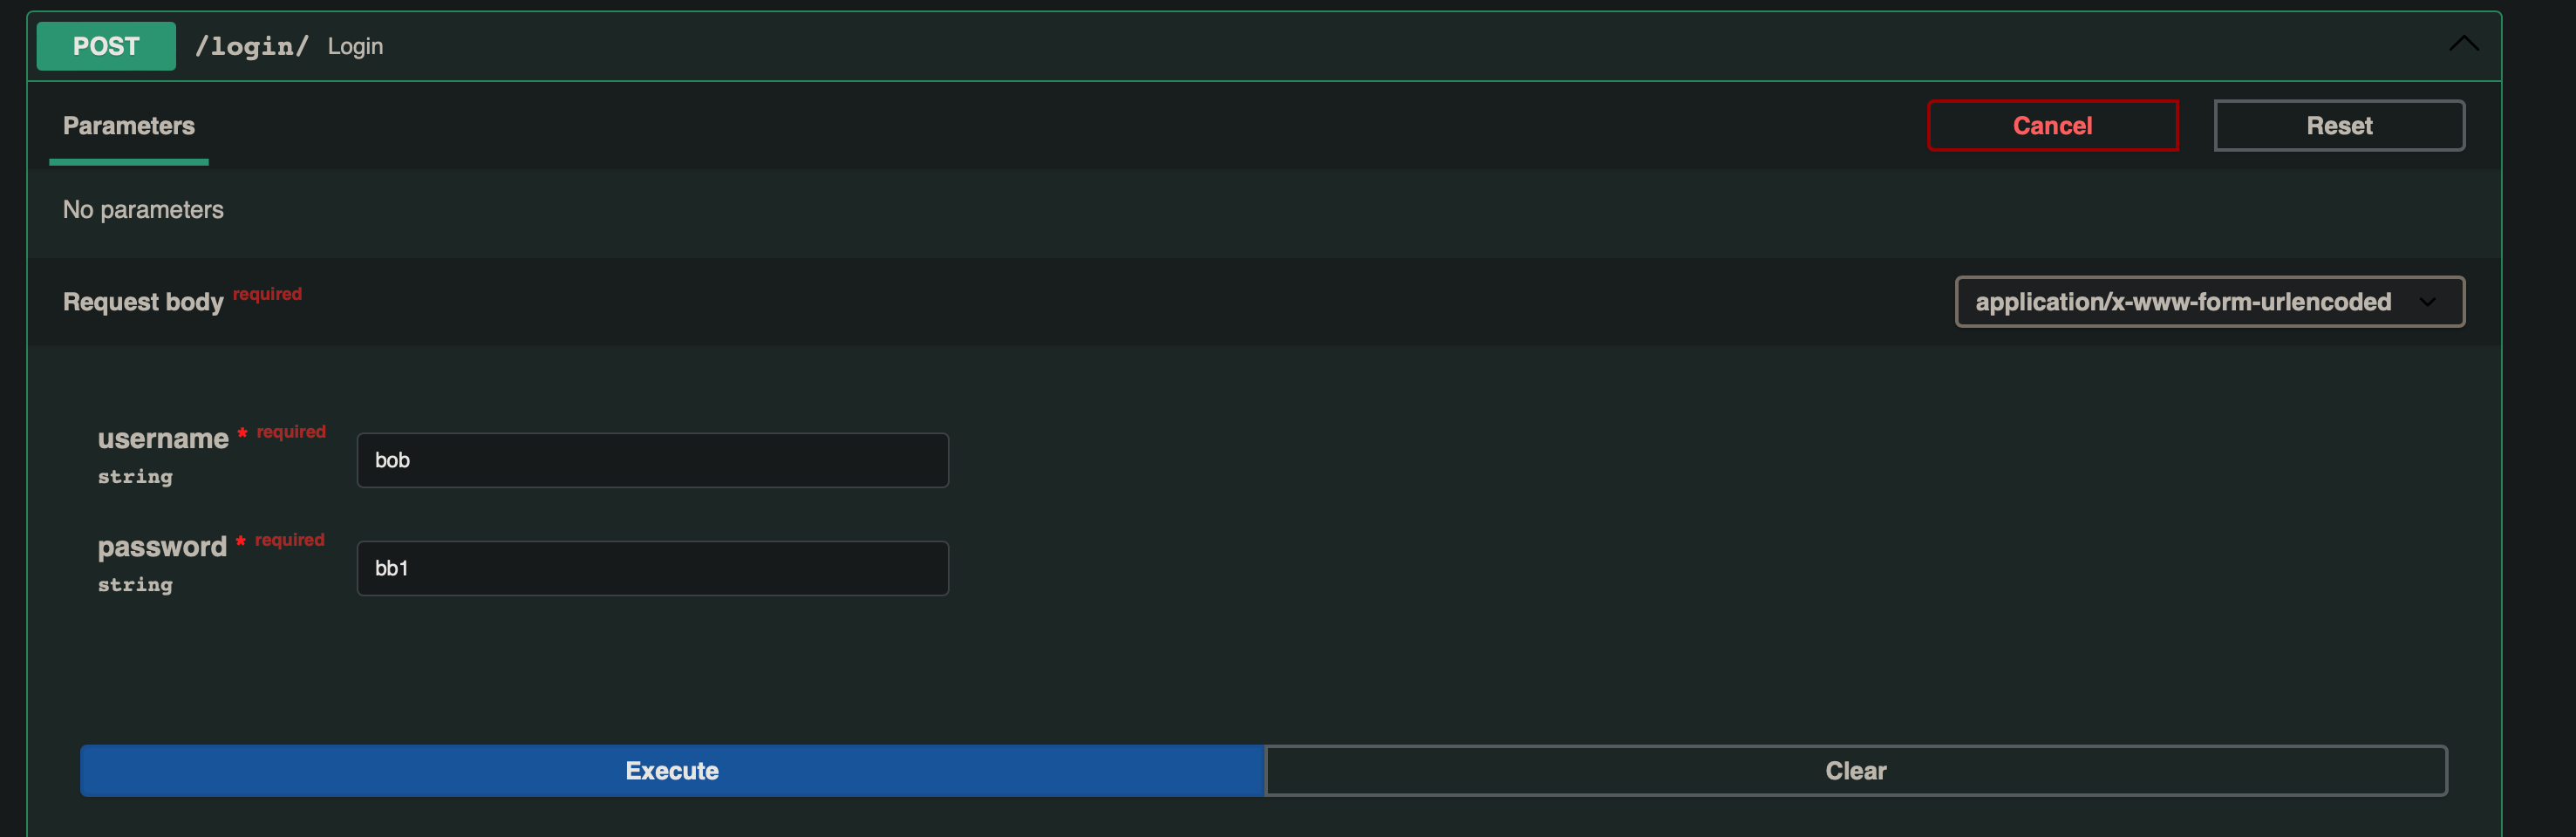 POST /login/ Login
Parameters
Cancel
Reset
No parameters
Request body required
application/x-www-form-urlencoded
username * required
string
bob
password * required
string
bb1
Execute
Clear